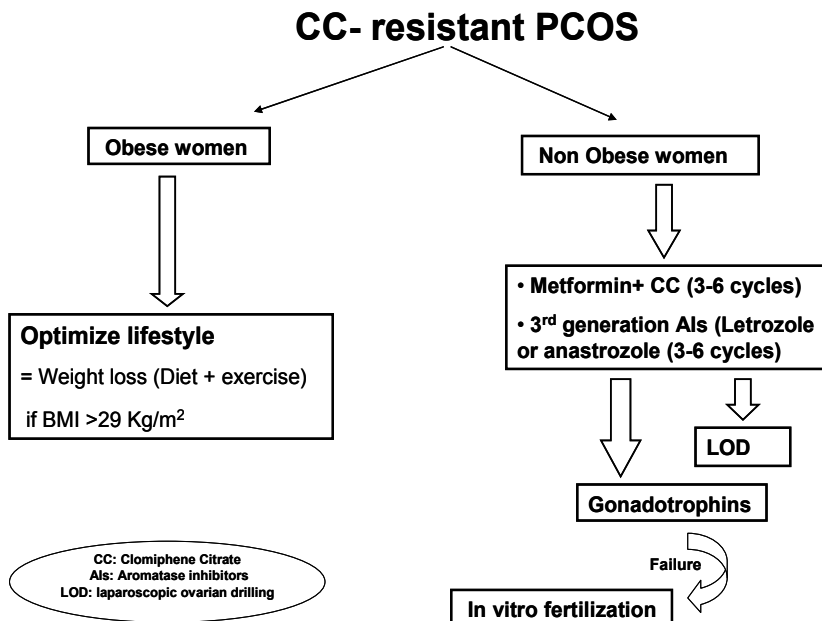 CC- resistant PCOS
Obese women
Non Obese women
Optimize lifestyle
= Weight loss (Diet + exercise)
if BMI >29 Kg/m²
• Metformin+ CC (3-6 cycles)
• 3rd generation AIs (Letrozole
or anastrozole (3-6 cycles)
LOD
Gonadotrophins
Failure
In vitro fertilization
CC: Clomiphene Citrate
AIs: Aromatase inhibitors
LOD: laparoscopic ovarian drilling